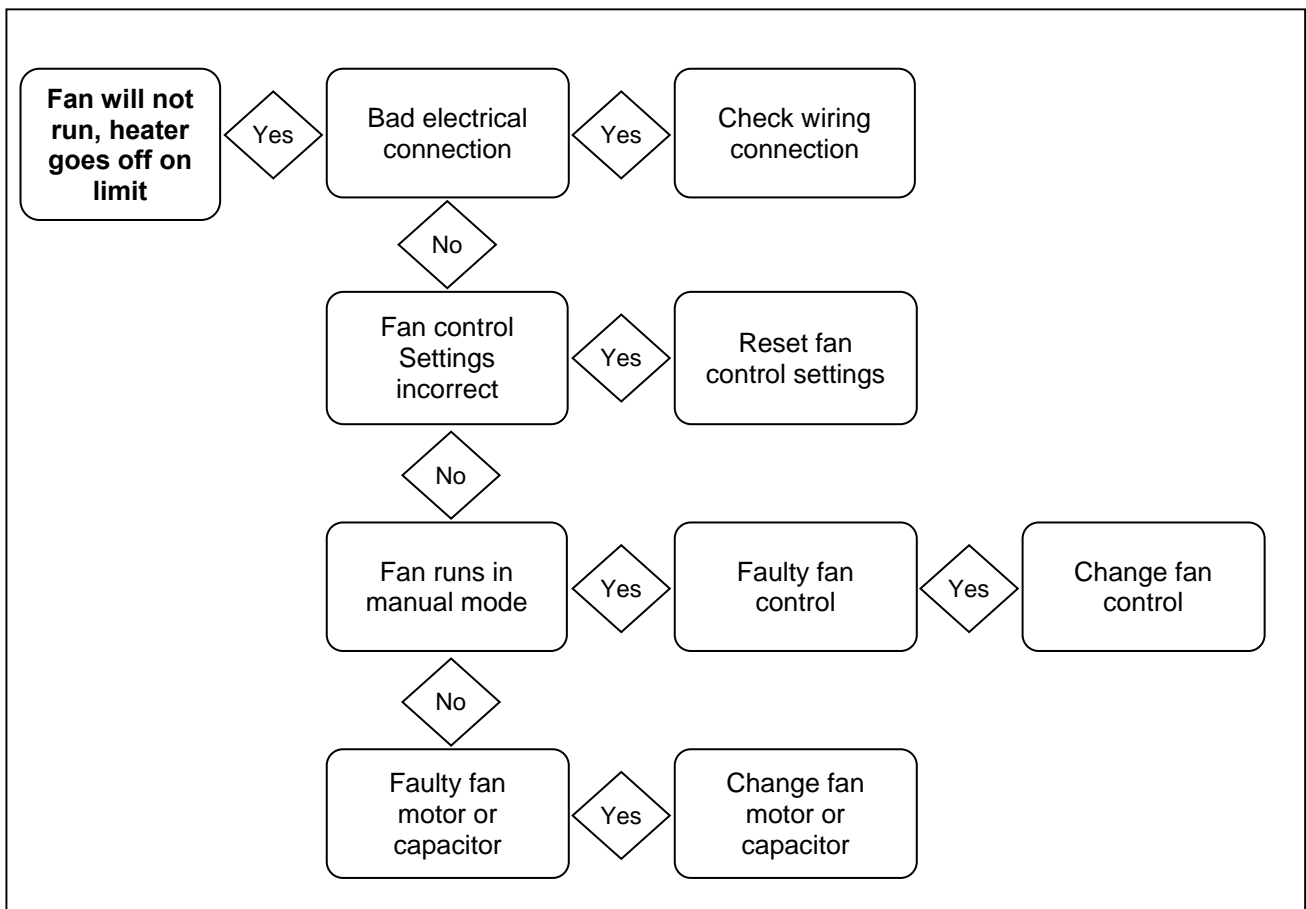 Fan will not
run, heater
goes off on
limit
Yes
Bad electrical
connection
Yes
Check wiring
connection
No
Fan control
Settings
incorrect
Yes
Reset fan
control settings
No
Fan runs in
manual mode
Yes
Faulty fan
control
Yes
Change fan
control
No
Faulty fan
motor or
capacitor
Yes
Change fan
motor or
capacitor